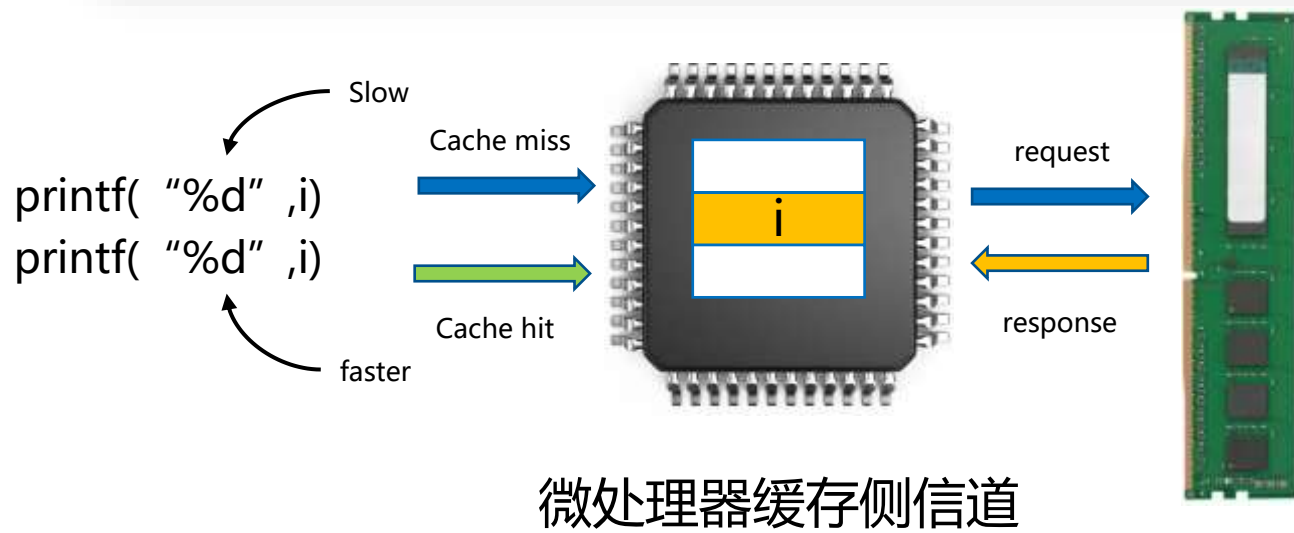 Slow
Cache miss
request
printf( “%d” ,i)
i
printf( “%d” ,i)
Cache hit
response
faster
微处理器缓存侧信道